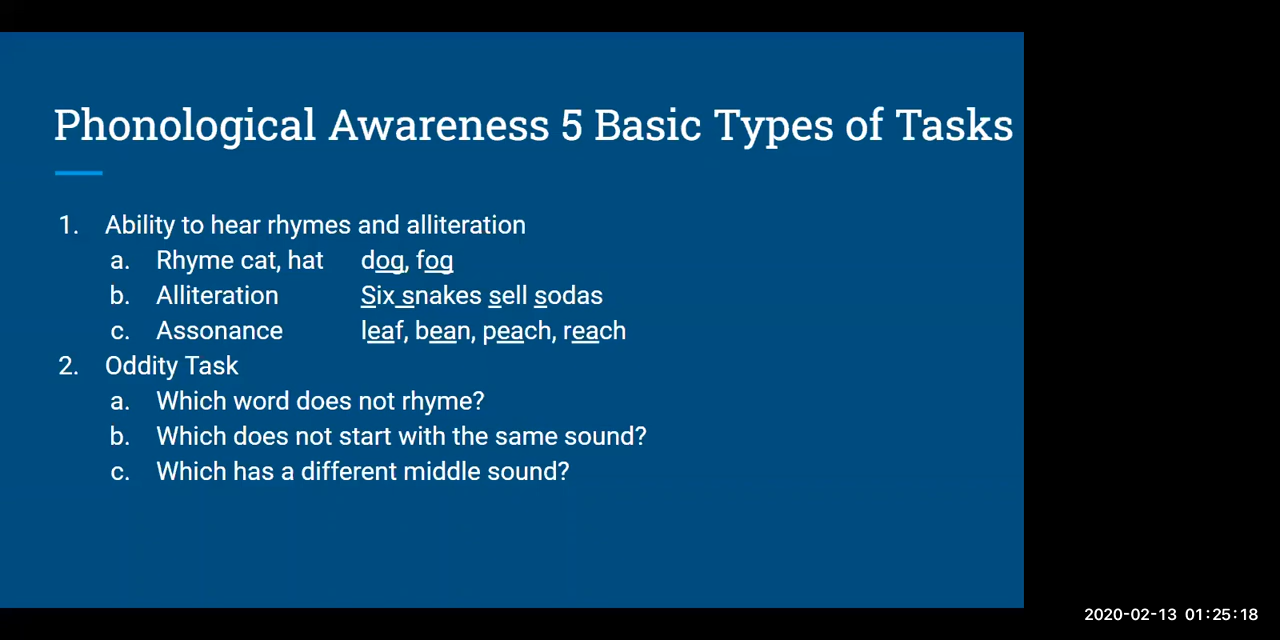 Phonological Awareness 5 Basic Types of Tasks
1. Ability to hear rhymes and alliteration
a. Rhyme cat, hat dog, fog
b. Alliteration Six snakes sell sodas
c. Assonance leaf, bean, peach, reach
2. Oddity Task
a. Which word does not rhyme?
b. Which does not start with the same sound?
c. Which has a different middle sound?
2020-02-13 01:25:18